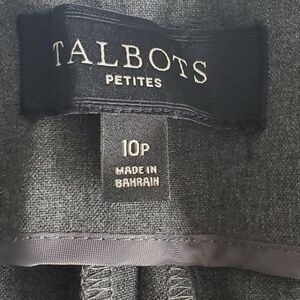 TALBOTS
PETITES
10P
MADE IN
BAHRAIN